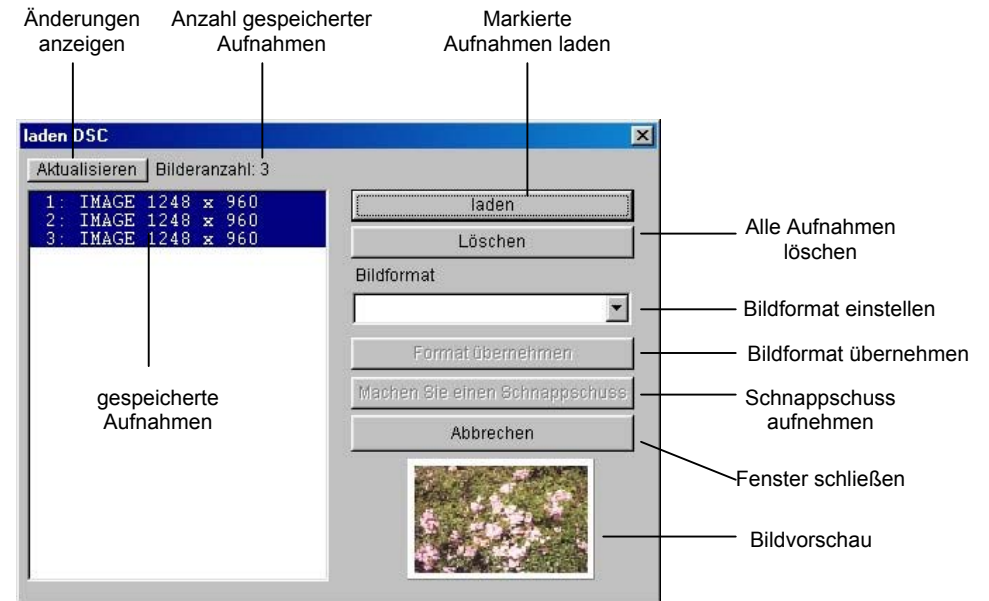 Änderungen
anzeigen
Anzahl gespeicherter
Aufnahmen
Markierte
Aufnahmen laden
laden DSC
Aktualisieren
Bilderanzahl: 3
1: IMAGE 1248 x 960
2: IMAGE 1248 x 960
3: IMAGE 1248 x 960
laden
Löschen
Alle Aufnahmen
löschen
Bildformat
Bildformat einstellen
Format übernehmen
Bildformat übernehmen
Machen Sie einen Schnappschuss
Schnappschuss
aufnehmen
gespeicherte
Aufnahmen
Abbrechen
Fenster schließen
Bildvorschau